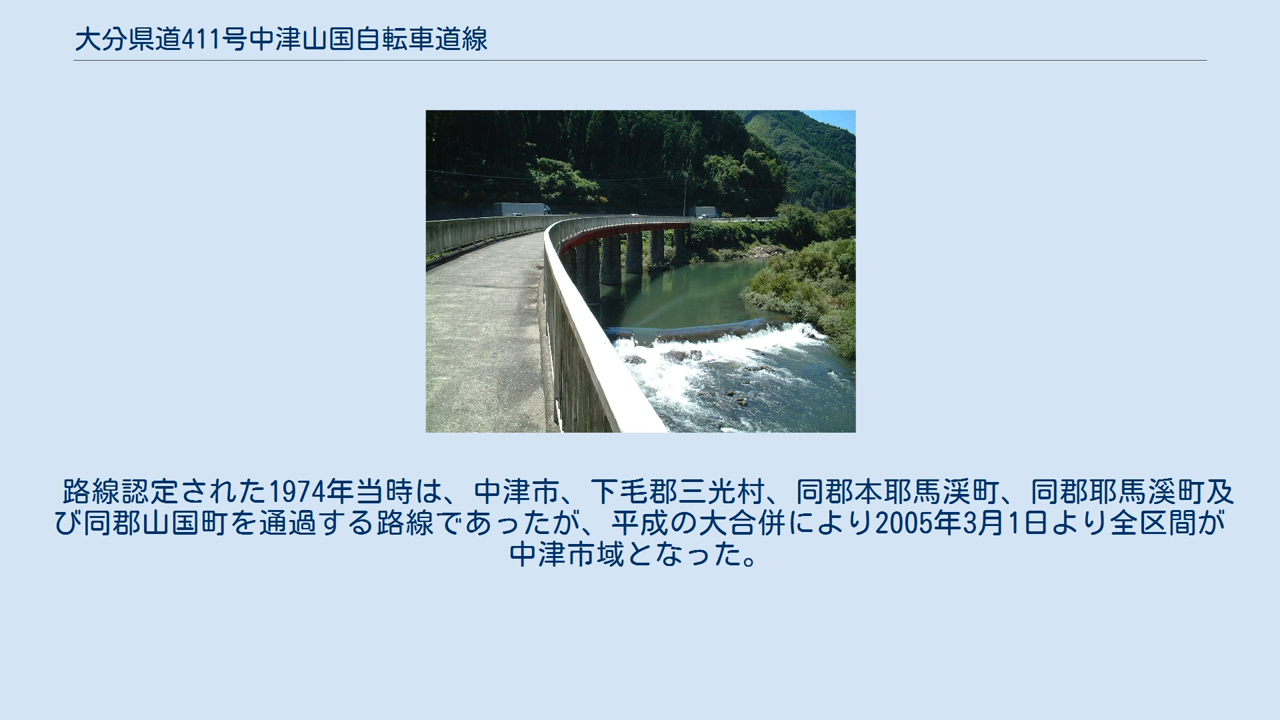 大分県道411号中津山国自転車道線
路線認定された1974年当時は、中津市、下毛郡三光村、同郡本耶馬渓町、同郡耶馬溪町及
び同郡山国町を通過する路線であったが、平成の大合併により2005年3月1日より全区間が
中津市域となった。